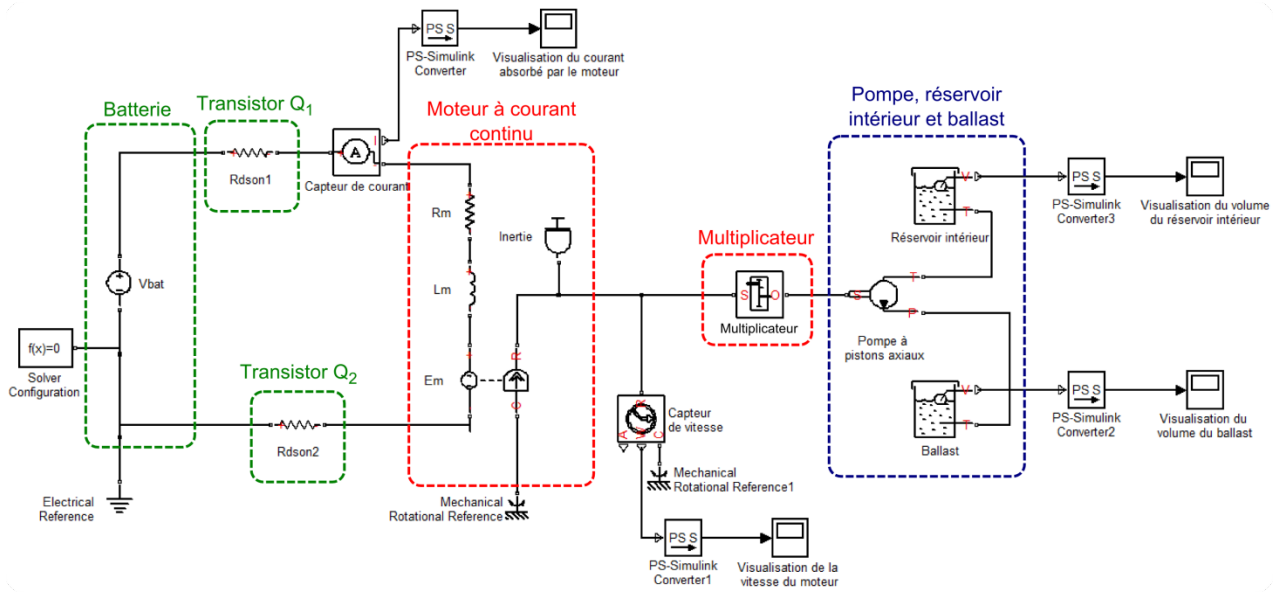 PS S
PS-Simulink
Converter
Visualisation du courant
absorbé par le moteur
Batterie
Transistor Q1
Moteur à courant
continu
Pompe, réservoir
intérieur et ballast
+
-
Rdson1
A
I
+
-
Capteur de courant
Rm
Inertie
Multiplicateur
V
T
Réservoir intérieur
PS S
PS-Simulink
Converter3
Visualisation du volume
du réservoir intérieur
Vbat
Lm
S
O
Multiplicateur
S
T
P
Pompe à
pistons axiaux
f(x)=0
Solver
Configuration
Transistor Q2
Em
R
C
+
-
Rdson2
R
A
W
C
Capteur
de vitesse
V
T
Ballast
PS S
PS-Simulink
Converter2
Visualisation du
volume du ballast
Electrical
Reference
Mechanical
Rotational Reference
Mechanical
Rotational Reference1
PS S
PS-Simulink
Converter1
Visualisation de la
vitesse du moteur